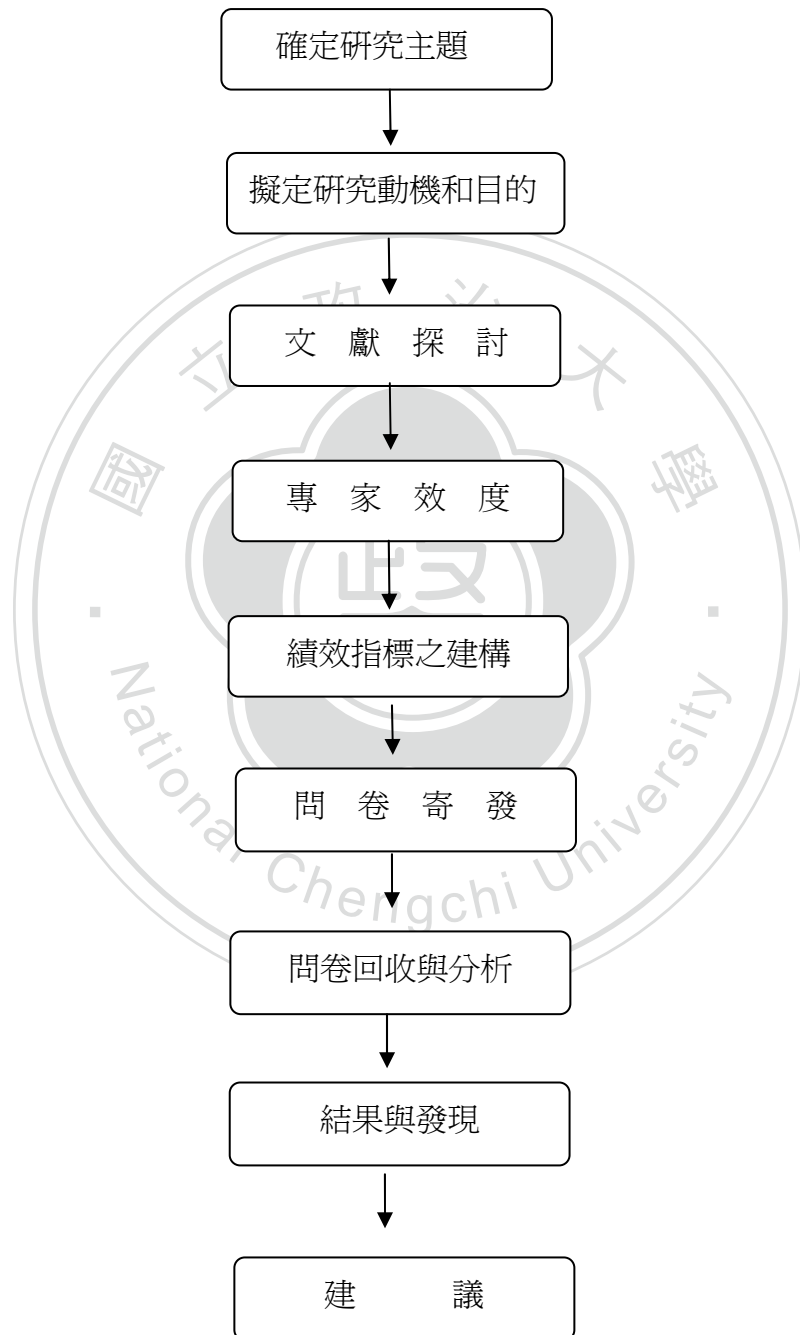 確定研究主題
擬定研究動機和目的
文 獻 探 討
專 家 效 度
績效指標之建構
問 卷 寄 發
問卷回收與分析
結果與發現
建 議
國立政治大學
政
National Chengchi University